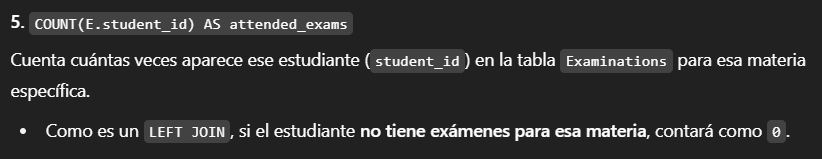 5. COUNT(E.student_id) AS attended_exams
Cuenta cuántas veces aparece ese estudiante (student_id) en la tabla Examinations para esa materia
específica.
• Como es un LEFT JOIN, si el estudiante no tiene exámenes para esa materia, contará como 0.